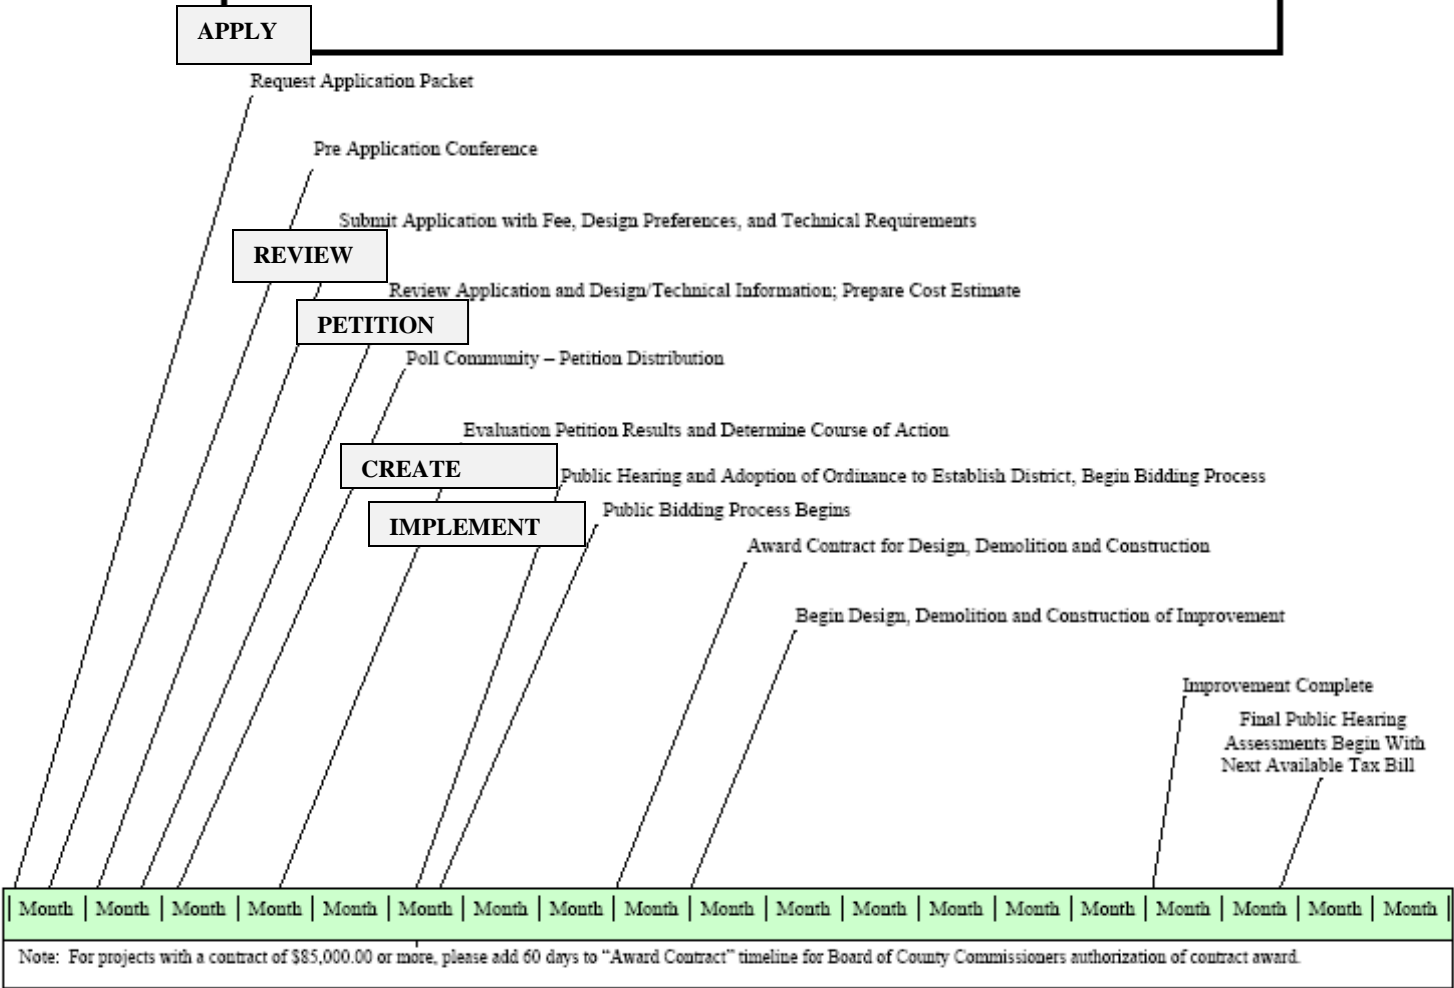 APPLY
Request Application Packet
Pre Application Conference
Submit Application with Fee, Design Preferences, and Technical Requirements
REVIEW
Review Application and Design/Technical Information; Prepare Cost Estimate
PETITION
Poll Community – Petition Distribution
Evaluation Petition Results and Determine Course of Action
CREATE
Public Hearing and Adoption of Ordinance to Establish District, Begin Bidding Process
Public Bidding Process Begins
IMPLEMENT
Award Contract for Design, Demolition and Construction
Begin Design, Demolition and Construction of Improvement
Improvement Complete
Final Public Hearing
Assessments Begin With
Next Available Tax Bill
| Month | Month | Month | Month | Month | Month | Month | Month | Month | Month | Month | Month | Month | Month | Month | Month | Month | Month | Month |
Note: For projects with a contract of $85,000.00 or more, please add 60 days to “Award Contract” timeline for Board of County Commissioners authorization of contract award.